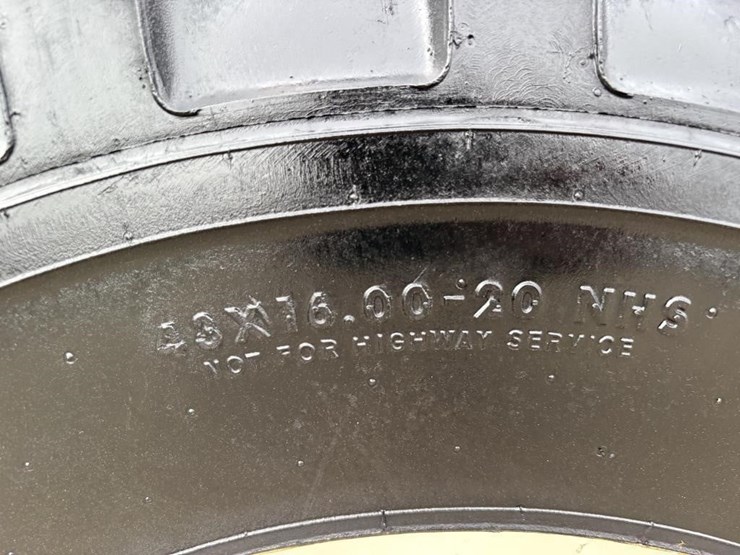 43X16.00-20 NHS
NOT FOR HIGHWAY SERVICE